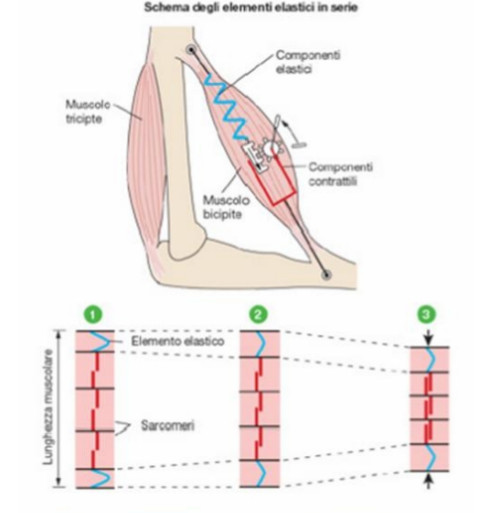 Schema degli elementi elastici in serie
Componenti
elastici
Muscolo
tricipte
Componenti
contrattili
Muscolo
bicipite
1
2
3
Elemento elastico
Sarcomeri
Lunghezza muscolare